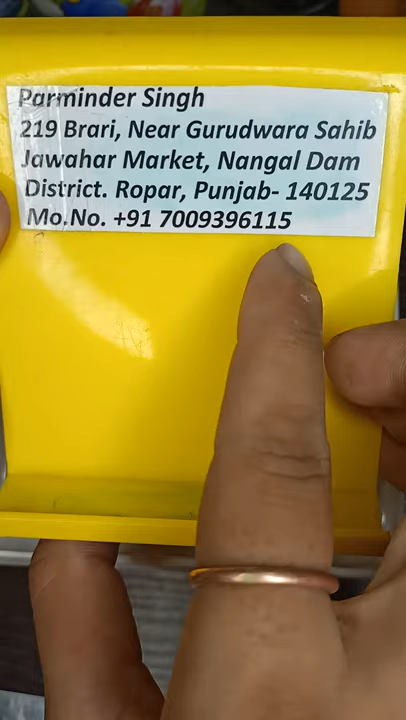 Parminder Singh
219 Brari, Near Gurudwara Sahib
Jawahar Market, Nangal Dam
District. Ropar, Punjab- 140125
Mo.No. +91 7009396115